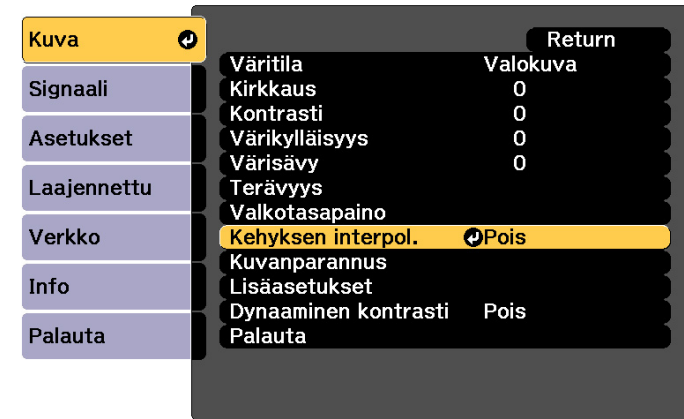 Kuva
Signaali
Asetukset
Laajennettu
Verkko
Info
Palauta
Return
Väritila Valokuva
Kirkkaus 0
Kontrasti 0
Värikylläisyys 0
Värisävy 0
Terävyys
Valkotasapaino
Kehyksen interpol. Pois
Kuvanparannus
Lisäasetukset
Dynaaminen kontrasti Pois
Palauta